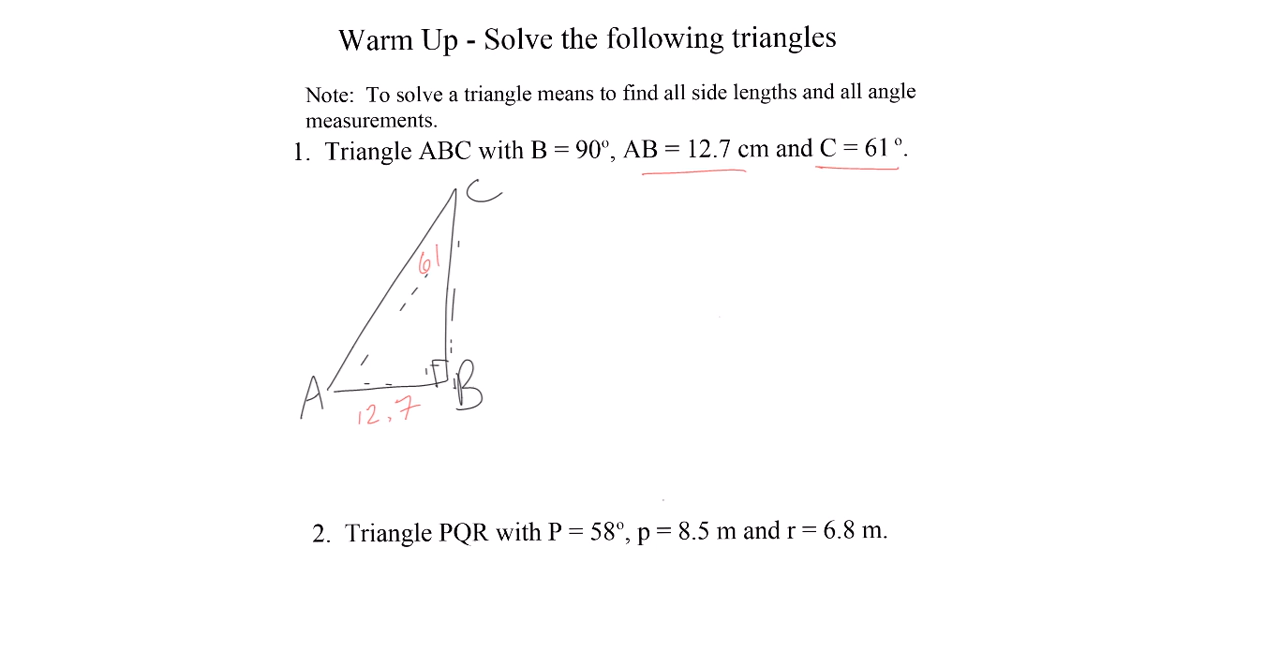 Warm Up - Solve the following triangles
Note: To solve a triangle means to find all side lengths and all angle
measurements.
1. Triangle ABC with B = 90º, AB = 12.7 cm and C = 61º.
C
61
A
B
12,7
2. Triangle PQR with P = 58º, p = 8.5 m and r = 6.8 m.